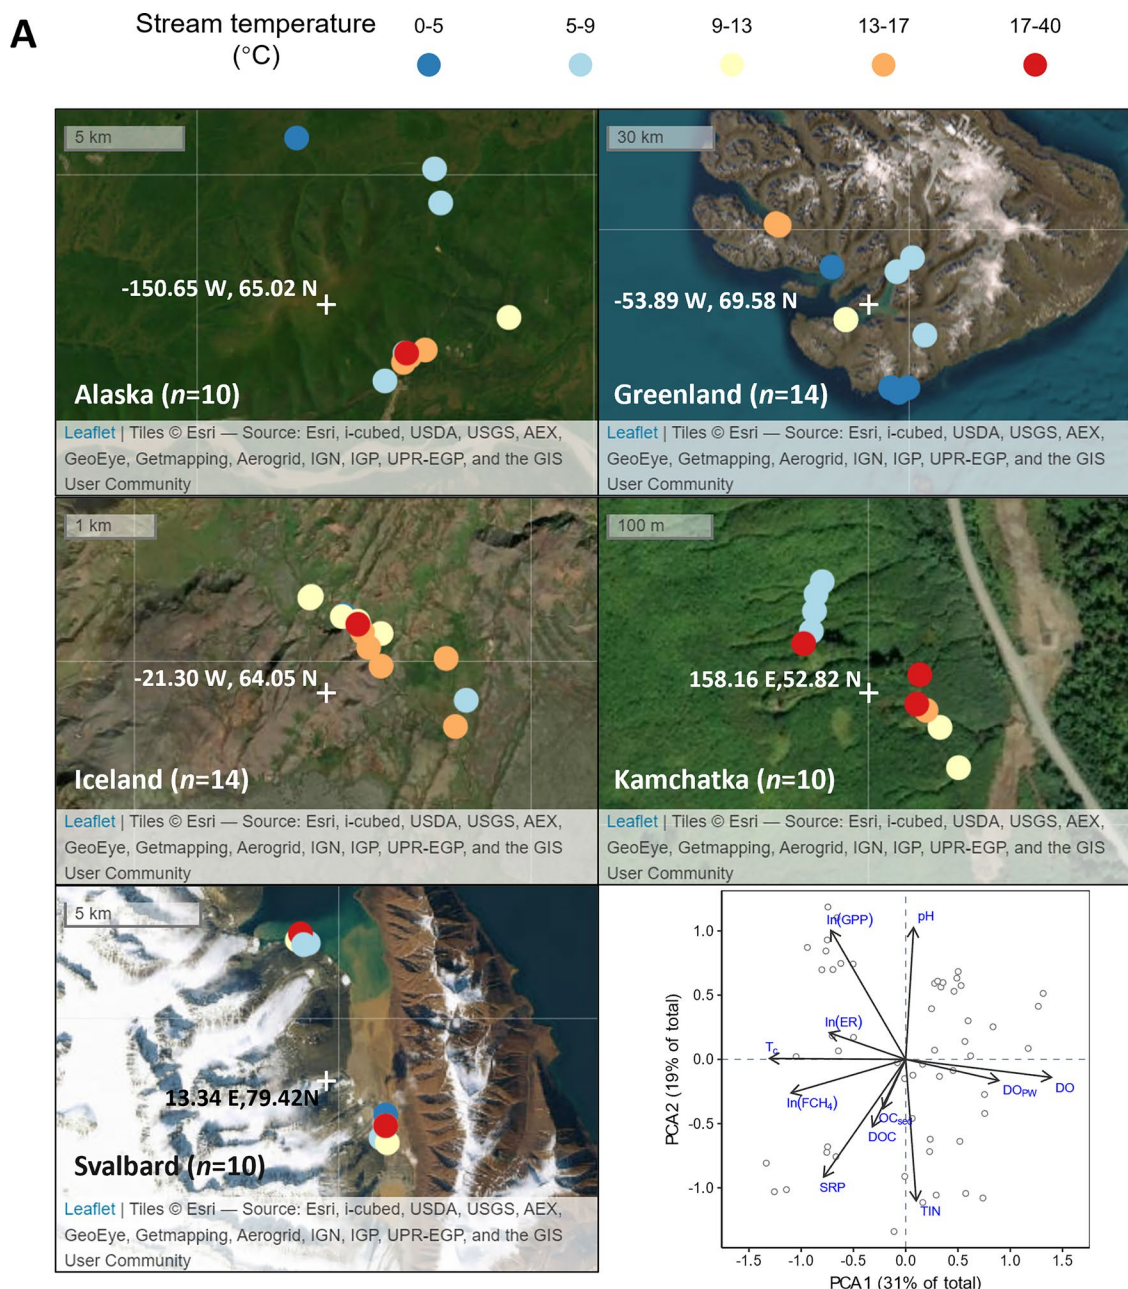 A
Stream temperature
(°C)
0-5
5-9
9-13
13-17
17-40
5 km
-150.65 W, 65.02 N
Alaska (n=10)
Leaflet | Tiles © Esri — Source: Esri, i-cubed, USDA, USGS, AEX,
GeoEye, Getmapping, Aerogrid, IGN, IGP, UPR-EGP, and the GIS
User Community
30 km
-53.89 W, 69.58 N
Greenland (n=14)
Leaflet | Tiles © Esri — Source: Esri, i-cubed, USDA, USGS, AEX,
GeoEye, Getmapping, Aerogrid, IGN, IGP, UPR-EGP, and the GIS
User Community
1 km
-21.30 W, 64.05 N
Iceland (n=14)
Leaflet | Tiles © Esri — Source: Esri, i-cubed, USDA, USGS, AEX,
GeoEye, Getmapping, Aerogrid, IGN, IGP, UPR-EGP, and the GIS
User Community
100 m
158.16 E,52.82 N
Kamchatka (n=10)
Leaflet | Tiles © Esri — Source: Esri, i-cubed, USDA, USGS, AEX,
GeoEye, Getmapping, Aerogrid, IGN, IGP, UPR-EGP, and the GIS
User Community
5 km
13.34 E,79.42N
Svalbard (n=10)
Leaflet | Tiles © Esri — Source: Esri, i-cubed, USDA, USGS, AEX,
GeoEye, Getmapping, Aerogrid, IGN, IGP, UPR-EGP, and the GIS
User Community
PCA2 (19% of total)
1.0
0.5
0.0
-0.5
-1.0
ln(GPP)
pH
ln(ER)
Tc
ln(FCH4)
DOPW
DO
OCsed
DOC
SRP
TIN
-1.5
-1.0
-0.5
0.0
0.5
1.0
1.5
PCA1 (31% of total)